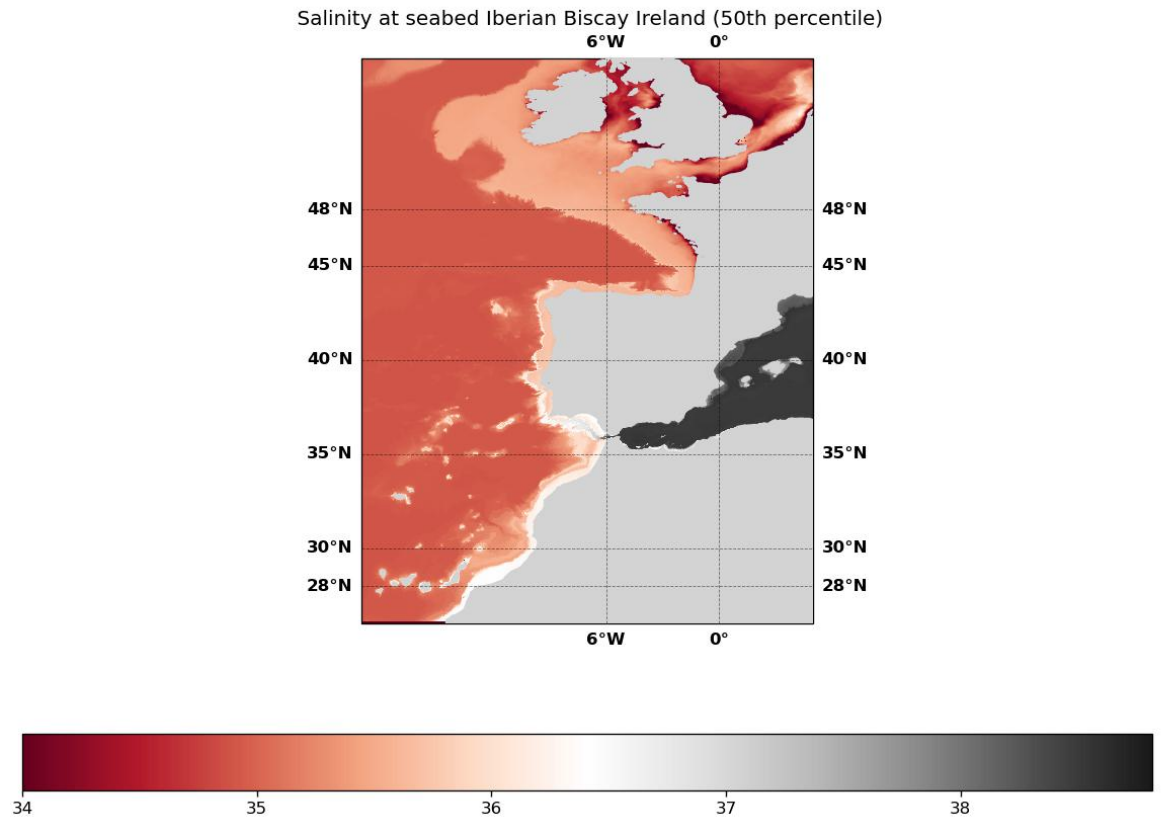 Salinity at seabed Iberian Biscay Ireland (50th percentile)
6°W 0°
48°N 48°N
45°N 45°N
40°N 40°N
35°N 35°N
30°N 30°N
28°N 28°N
6°W 0°
34 35 36 37 38